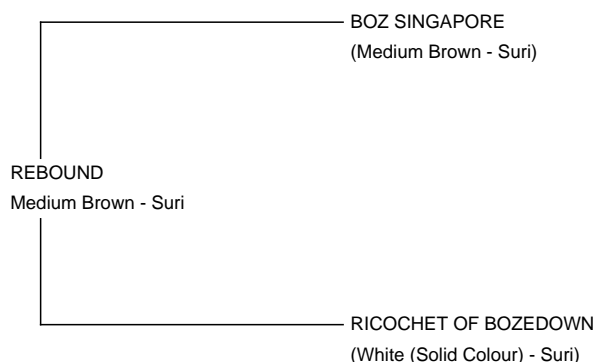 BOZ SINGAPORE
(Medium Brown - Suri)
REBOUND
Medium Brown - Suri
RICOCHET OF BOZEDOWN
(White (Solid Colour) - Suri)